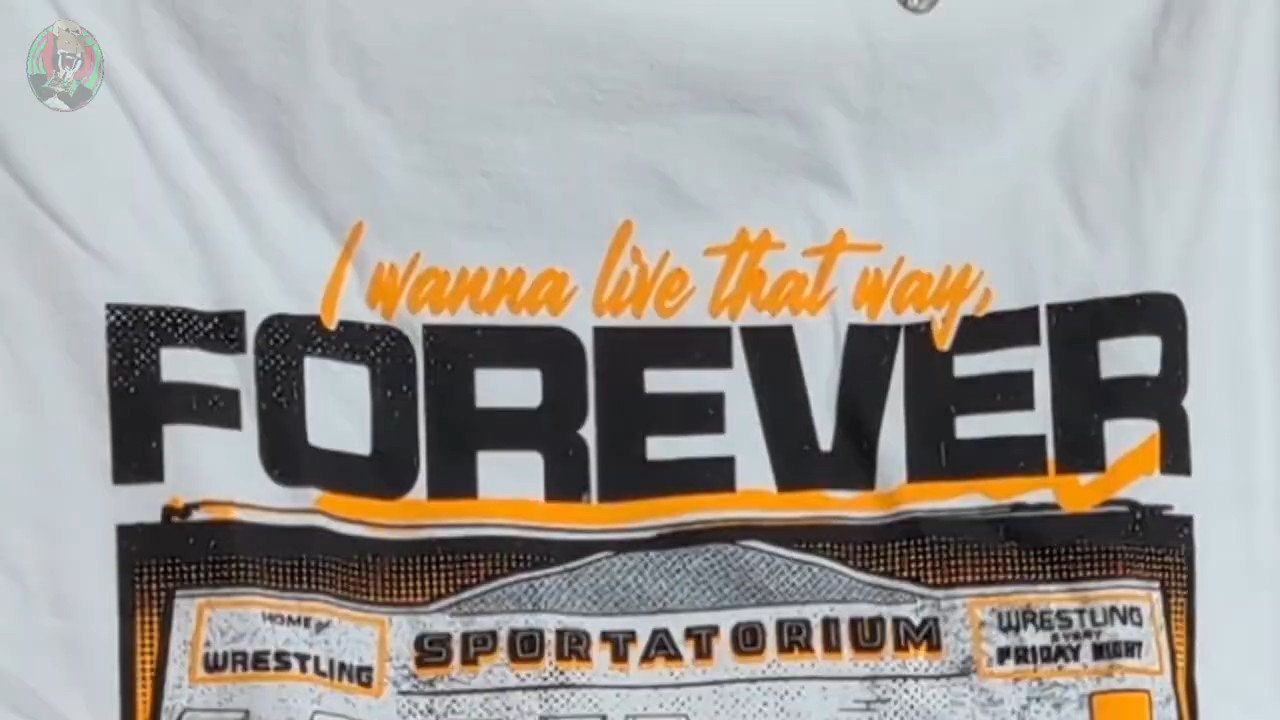 I wanna live that way,
FOREVER
HOME of
WRESTLING
SPORTATORIUM
WRESTLING
EVERY
FRIDAY NIGHT